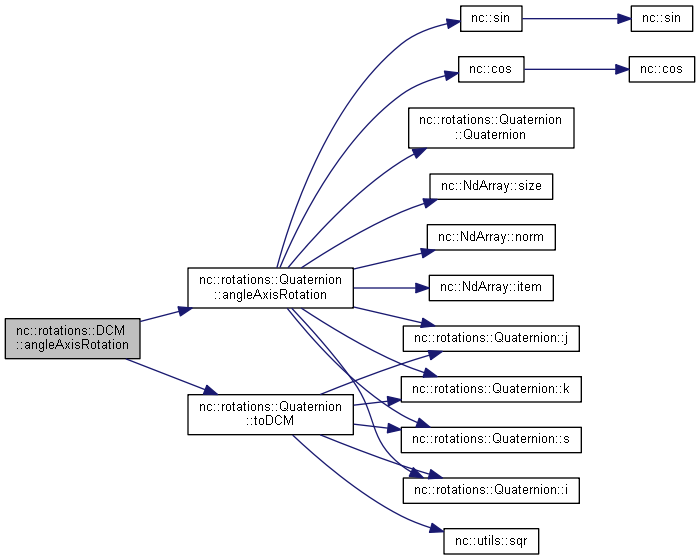 nc::rotations::DCM
::angleAxisRotation
nc::rotations::Quaternion
::angleAxisRotation
nc::rotations::Quaternion
::toDCM
nc::sin
nc::sin
nc::cos
nc::cos
nc::rotations::Quaternion
::Quaternion
nc::NdArray::size
nc::NdArray::norm
nc::NdArray::item
nc::rotations::Quaternion::j
nc::rotations::Quaternion::k
nc::rotations::Quaternion::s
nc::rotations::Quaternion::i
nc::utils::sqr